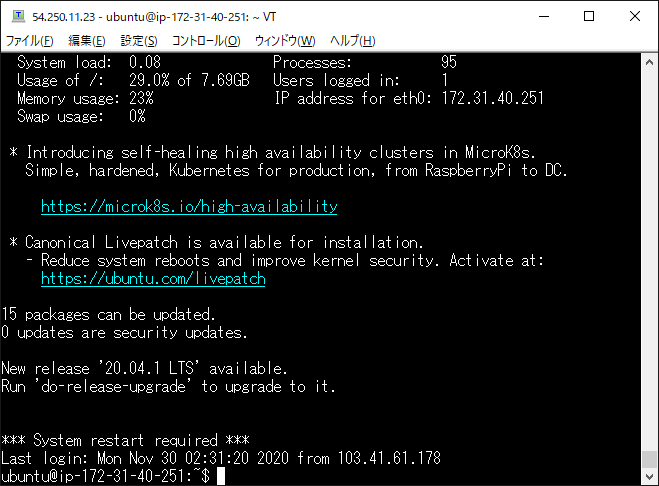 54.250.11.23 - ubuntu@ip-172-31-40-251: ~ VT
ファイル(F) 編集(E) 設定(S) コントロール(O) ウィンドウ(W) ヘルプ(H)
System load: 0.08 Processes: 95
Usage of /: 29.0% of 7.69GB Users logged in: 1
Memory usage: 23% IP address for eth0: 172.31.40.251
Swap usage: 0%
* Introducing self-healing high availability clusters in MicroK8s.
Simple, hardened, Kubernetes for production, from RaspberryPi to DC.
https://microk8s.io/high-availability
* Canonical Livepatch is available for installation.
- Reduce system reboots and improve kernel security. Activate at:
https://ubuntu.com/livepatch
15 packages can be updated.
0 updates are security updates.
New release '20.04.1 LTS' available.
Run 'do-release-upgrade' to upgrade to it.
*** System restart required ***
Last login: Mon Nov 30 02:31:20 2020 from 103.41.61.178
ubuntu@ip-172-31-40-251:~$